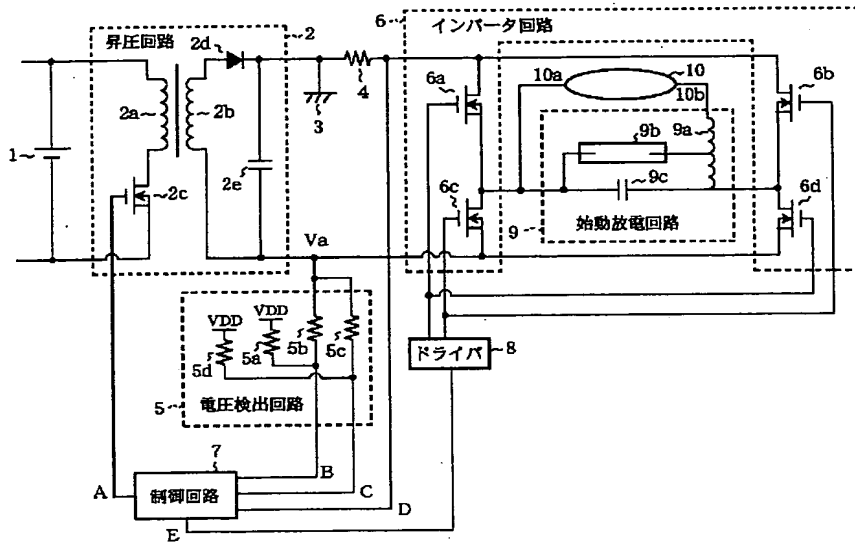 6
インバータ回路
昇圧回路
2d
2
6a
10a
10
10b
6b
2a
2b
3
4
9a
9b
1
2c
2e
9c
6c
6d
始動放電回路
9
Va
VDD
VDD
5b
5d
5a
5c
ドライバ
8
5
電圧検出回路
7
制御回路
A
B
C
D
E